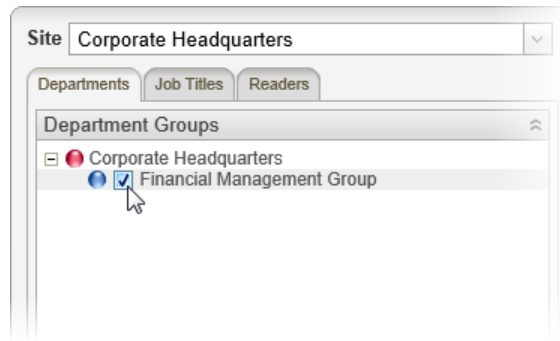 Site Corporate Headquarters
Departments Job Titles Readers
Department Groups
Corporate Headquarters
Financial Management Group